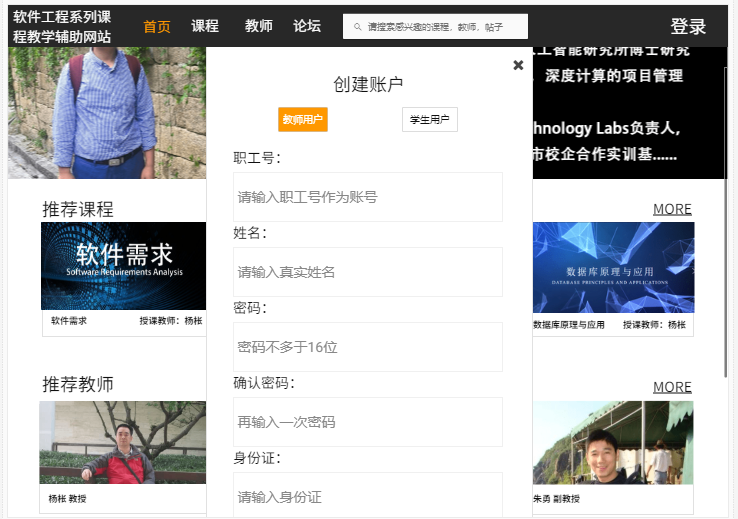 软件工程系列课
程教学辅助网站
首页
课程
教师
论坛
请搜索感兴趣的课程，教师，帖子
登录
工智能研究所博士研究
，深度计算的项目管理
hnology Labs负责人,
市校企合作实训基......
创建账户
教师用户
学生用户
职工号：
请输入职工号作为账号
姓名：
请输入真实姓名
密码：
密码不多于16位
确认密码：
再输入一次密码
身份证：
请输入身份证
推荐课程
MORE
软件需求
Software Requirements Analysis
软件需求
授课教师：杨枨
数据库原理与应用
DATABASE PRINCIPLES AND APPLICATIONS
数据库原理与应用
授课教师：杨枨
推荐教师
MORE
杨枨 教授
朱勇 副教授